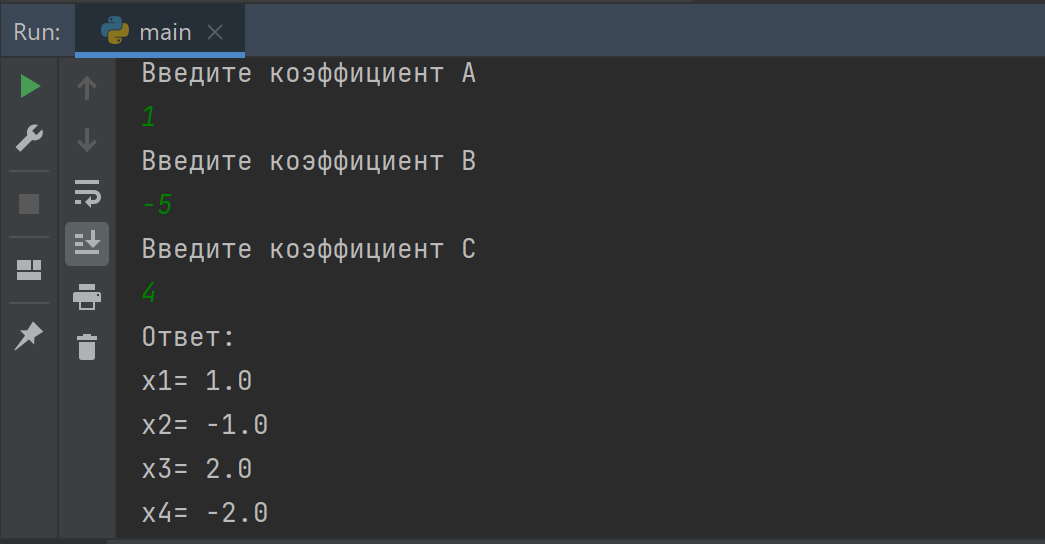 Run:
main
Введите коэффициент A
1
Введите коэффициент B
-5
Введите коэффициент C
4
Ответ:
x1= 1.0
x2= -1.0
x3= 2.0
x4= -2.0